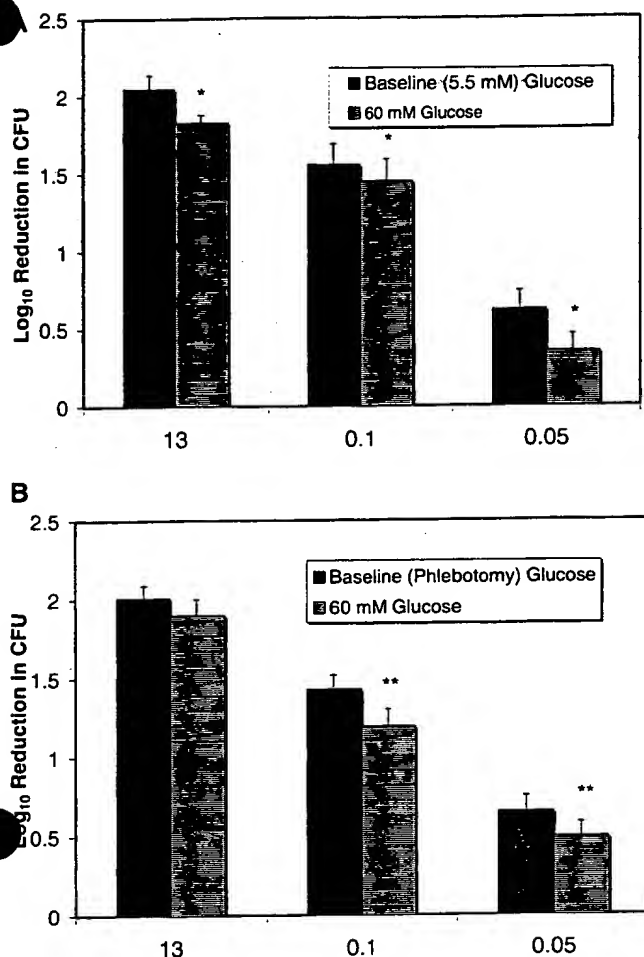 A
2.5
2
1.5
1
0.5
0
Log10 Reduction in CFU
Baseline (5.5 mM) Glucose
60 mM Glucose
*
*
*
13 0.1 0.05
B
2.5
2
1.5
1
0.5
0
Log10 Reduction in CFU
Baseline (Phlebotomy) Glucose
60 mM Glucose
**
**
13 0.1 0.05